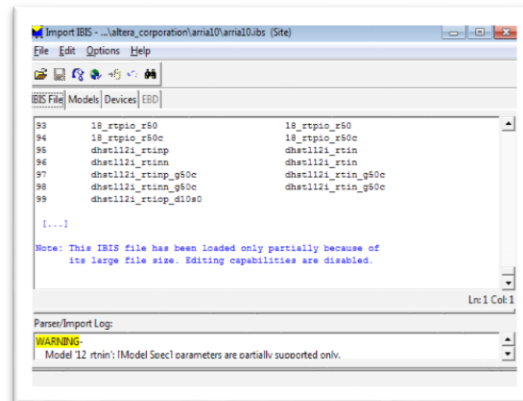 Import IBIS - ...\altera_corporation\arria10\arria10.ibs (Site)
File Edit Options Help
IBIS File Models Devices EBD
93 18_rtpio_r50 18_rtpio_r50
94 18_rtpio_r50c 18_rtpio_r50c
95 dhstl12i_rtinp dhstl12i_rtin
96 dhstl12i_rtinn dhstl12i_rtin
97 dhstl12i_rtinp_g50c dhstl12i_rtin_g50c
98 dhstl12i_rtinn_g50c dhstl12i_rtin_g50c
99 dhstl12i_rtiop_d10s0
[...]
Note: This IBIS file has been loaded only partially because of
its large file size. Editing capabilities are disabled.
Ln:1 Col:1
Parser/Import Log:
WARNING-
Model '12_rtnin': [Model Spec] parameters are partially supported only.